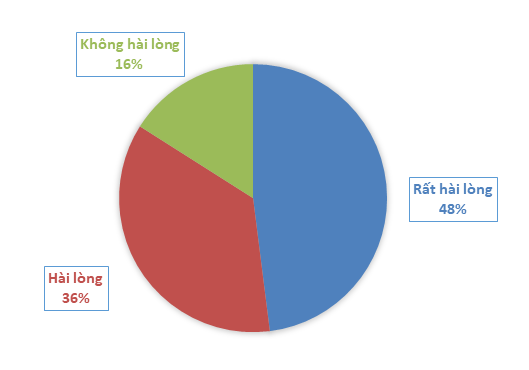 Không hài lòng
16%
Rất hài lòng
48%
Hài lòng
36%